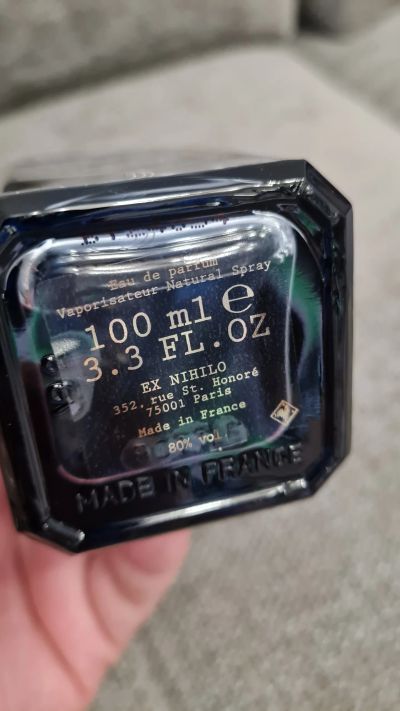 Eau de parfum
Vaporisateur Natural Spray
100 ml e
3.3 FL.OZ
EX NIHILO
352, rue St. Honoré
75001 Paris
Made in France
80% vol.
MADE IN FRANCE